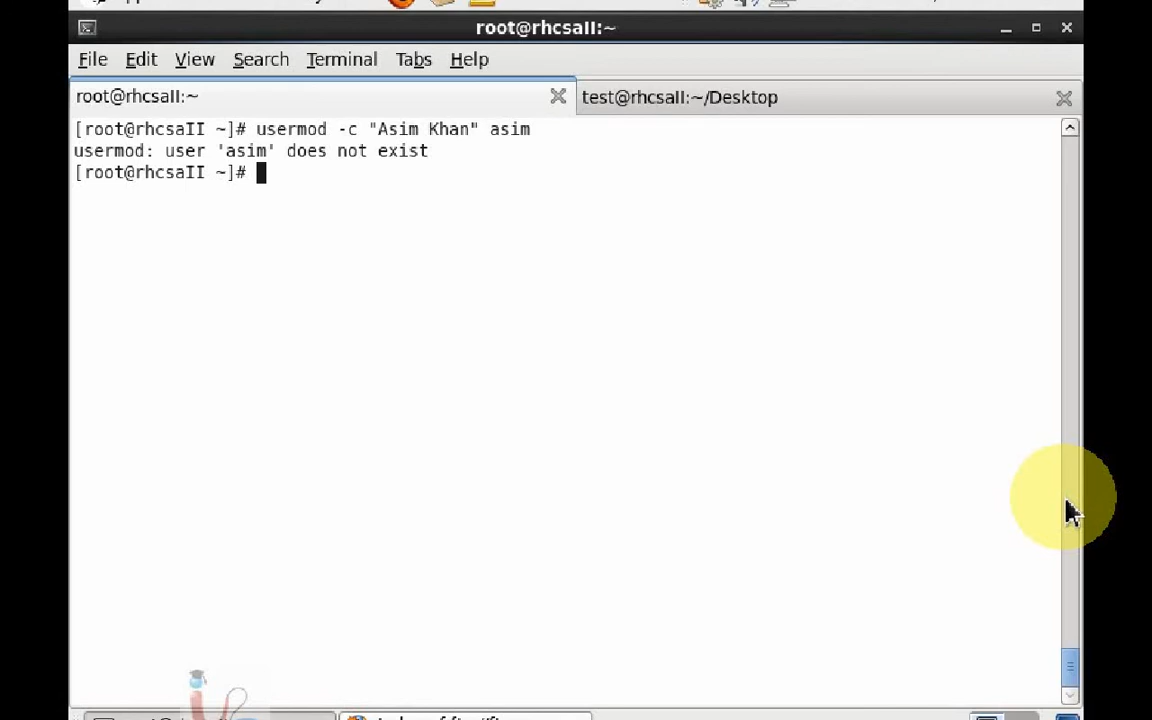 root@rhcsaII:~
File Edit View Search Terminal Tabs Help
root@rhcsaII:~ test@rhcsaII:~/Desktop
[root@rhcsaII ~]# usermod -c "Asim Khan" asim
usermod: user 'asim' does not exist
[root@rhcsaII ~]#